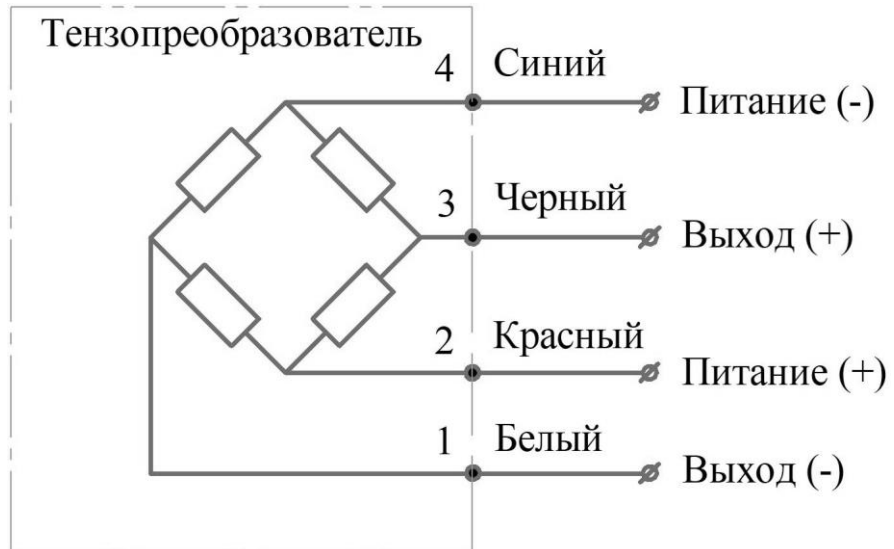 Тензопреобразователь
4 Синий Питание (-)
3 Черный Выход (+)
2 Красный Питание (+)
1 Белый Выход (-)